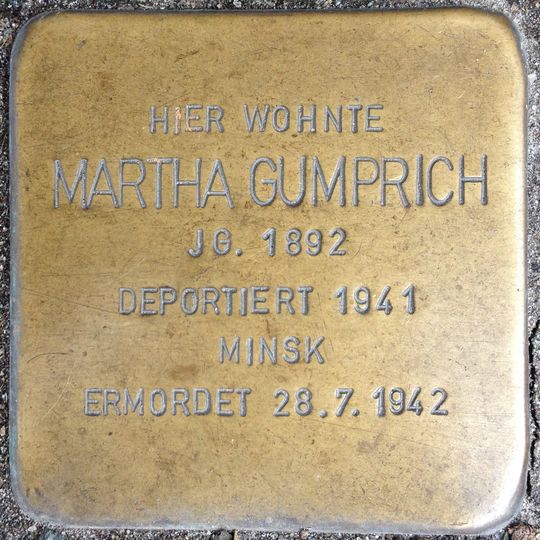 HIER WOHNTE
MARTHA GUMPRICH
JG. 1892
DEPORTIERT 1941
MINSK
ERMORDET 28.7.1942